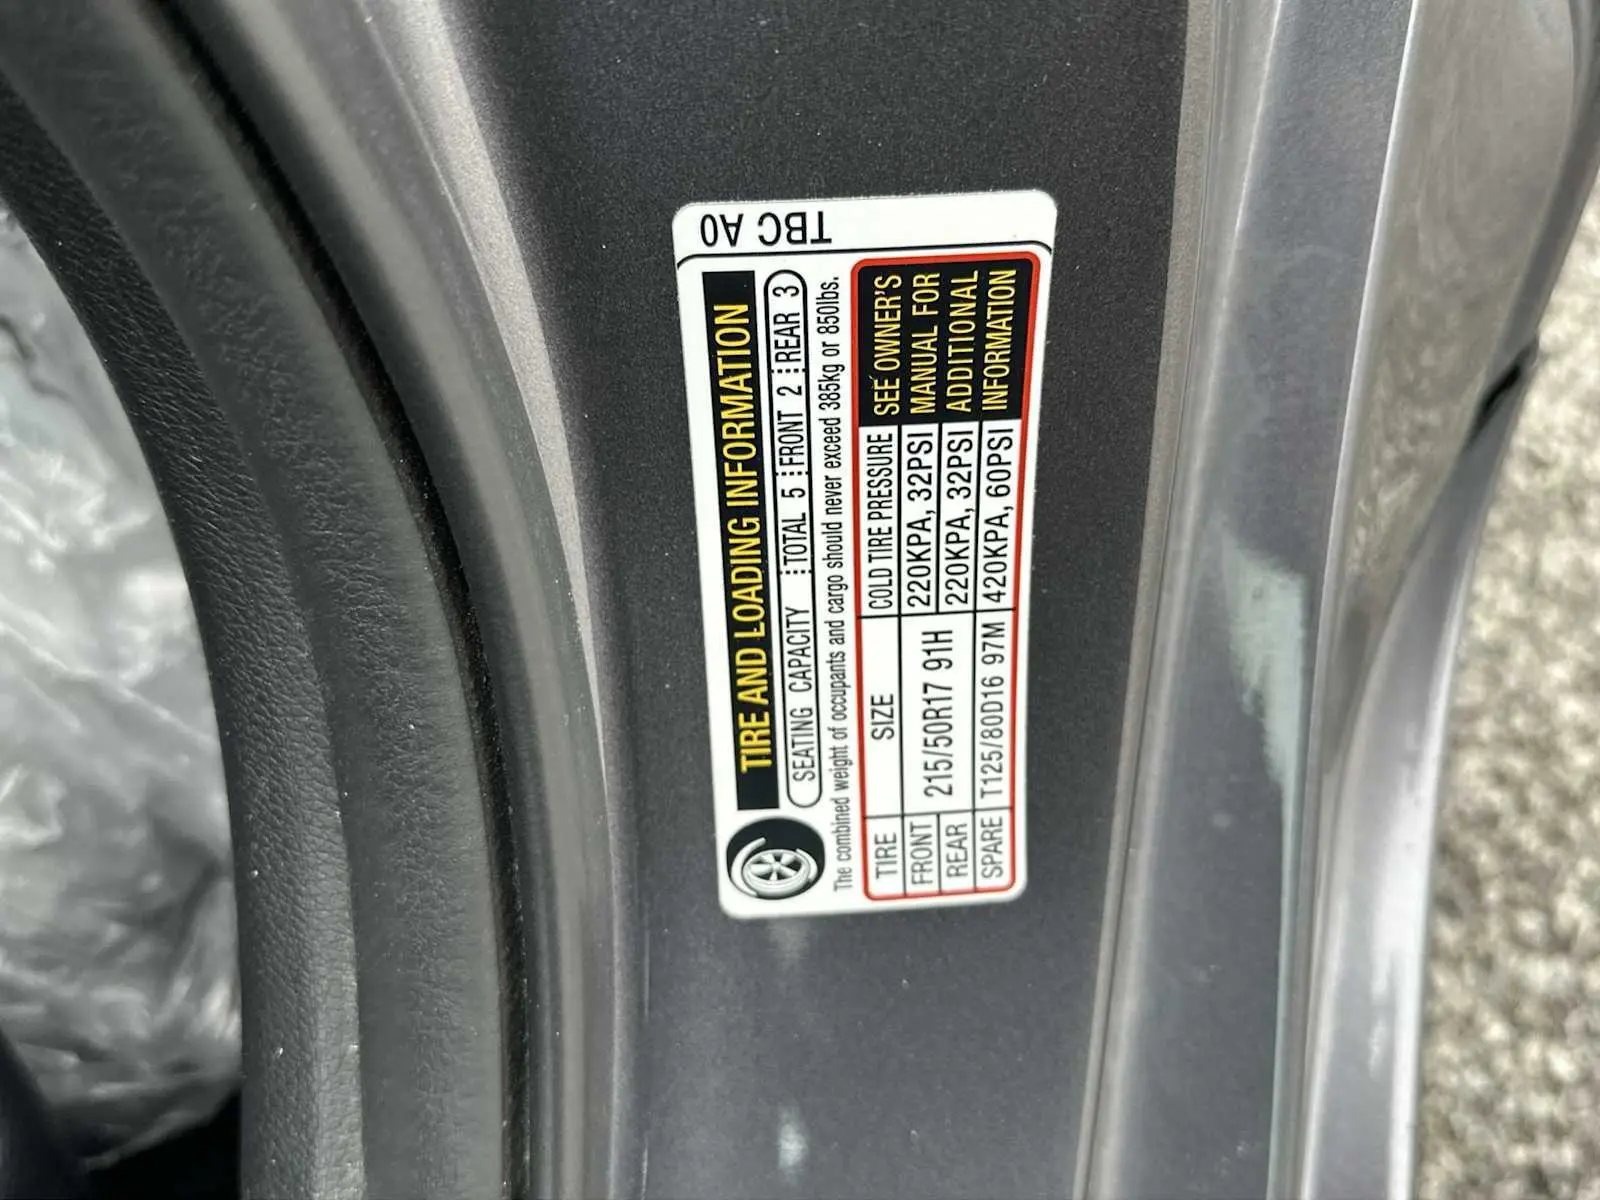 TBC A0
TIRE AND LOADING INFORMATION
SEATING CAPACITY TOTAL 5 FRONT 2 REAR 3
The combined weight of occupants and cargo should never exceed 385kg or 850lbs.
TIRE SIZE COLD TIRE PRESSURE
FRONT 215/50R17 91H 220KPA, 32PSI
REAR 220KPA, 32PSI
SPARE T125/80D16 97M 420KPA, 60PSI
SEE OWNER'S
MANUAL FOR
ADDITIONAL
INFORMATION